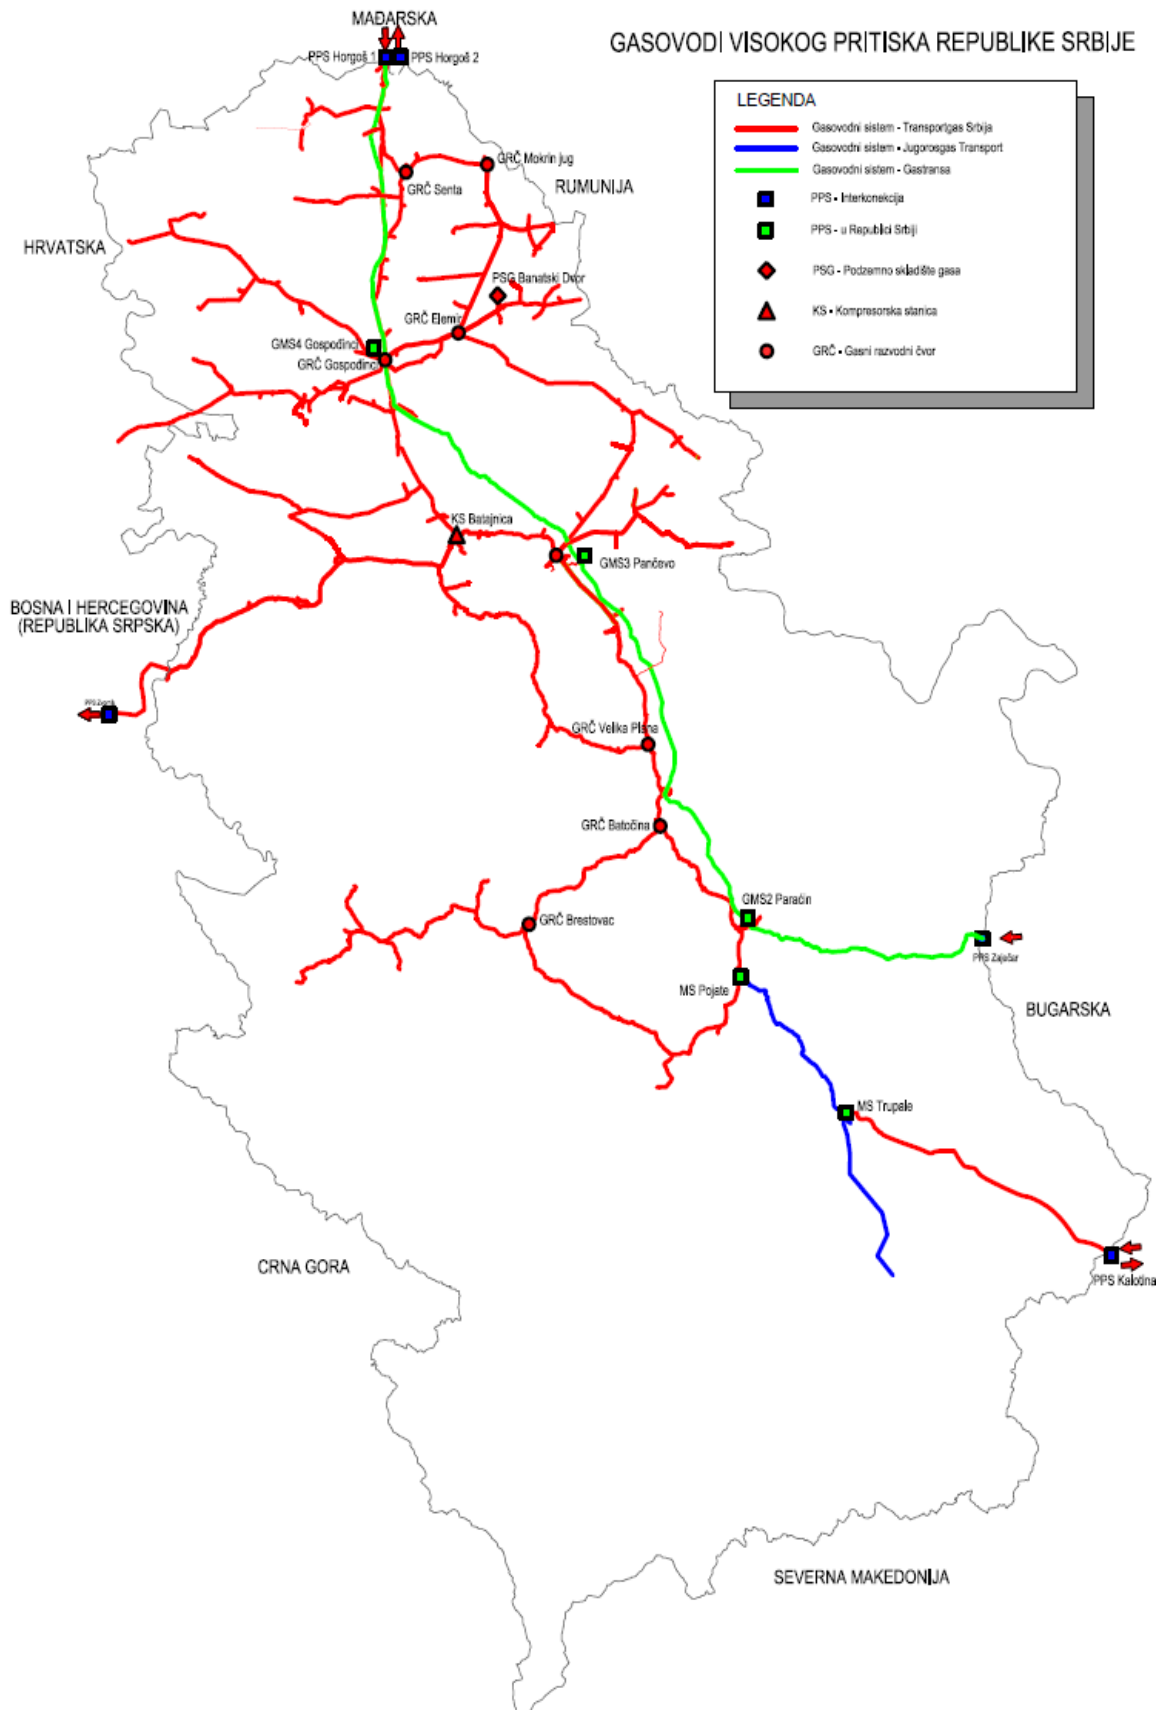 MAĐARSKA
GASOVODI VISOKOG PRITISKA REPUBLIKE SRBIJE
PPS Horgoš 1
PPS Horgoš 2
LEGENDA
Gasovodni sistem - Transportgas Srbija
Gasovodni sistem - Jugorosgas Transport
Gasovodni sistem - Gastransa
PPS - Interkonekcija
PPS - u Republici Srbiji
PSG - Podzemno skladište gasa
KS - Kompresorska stanica
GRČ - Gasni razvodni čvor
GRČ Mokrin jug
GRČ Senta
RUMUNIJA
HRVATSKA
PSG Banatski Dvor
GRČ Elemir
GMS4 Gospođinci
GRČ Gospođinci
KS Batajnica
GMS3 Pančevo
BOSNA I HERCEGOVINA
(REPUBLIKA SRPSKA)
PPS Zvornik
GRČ Velika Plana
GRČ Batočina
GMS2 Paraćin
GRČ Brestovac
PPS Zaječar
MS Pojate
BUGARSKA
MS Trupale
CRNA GORA
PPS Kalotina
SEVERNA MAKEDONIJA